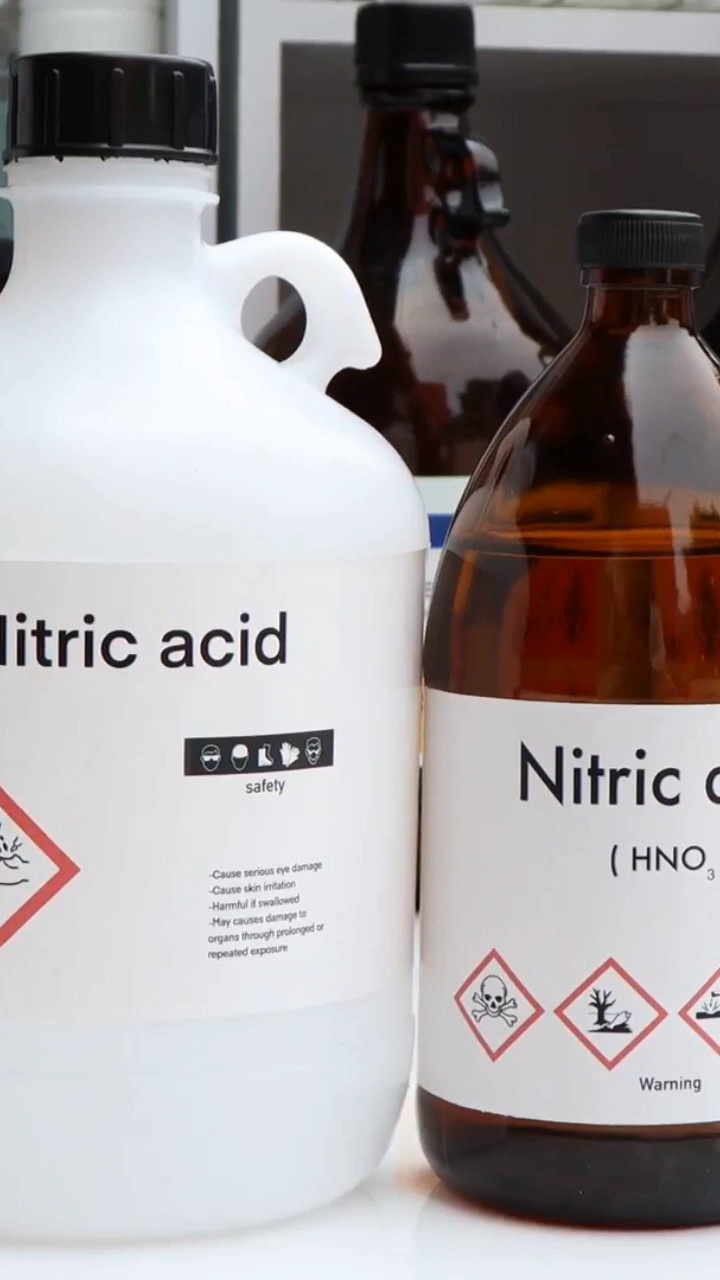 litric acid
safety
-Cause serious eye damage
-Cause skin irritation
-Harmful if swallowed
-May causes damage to
organs through prolonged or
repeated exposure
Nitric
( HNO3
Warning